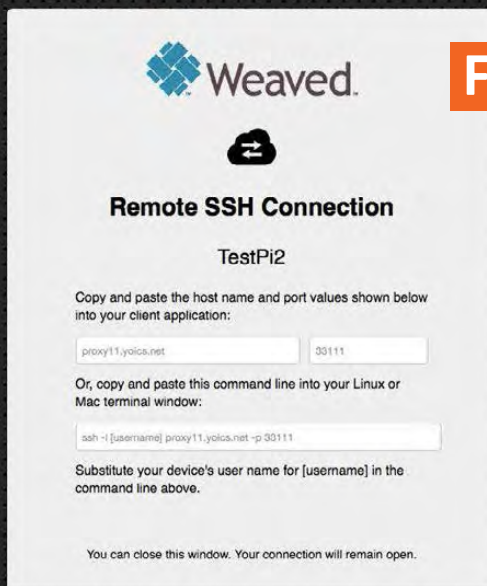 Weaved
Remote SSH Connection
TestPi2
Copy and paste the host name and port values shown below
into your client application:
proxy11.yoics.net 33111
Or, copy and paste this command line into your Linux or
Mac terminal window:
ssh -l [username] proxy11.yoics.net -p 33111
Substitute your device's user name for [username] in the
command line above.
You can close this window. Your connection will remain open.